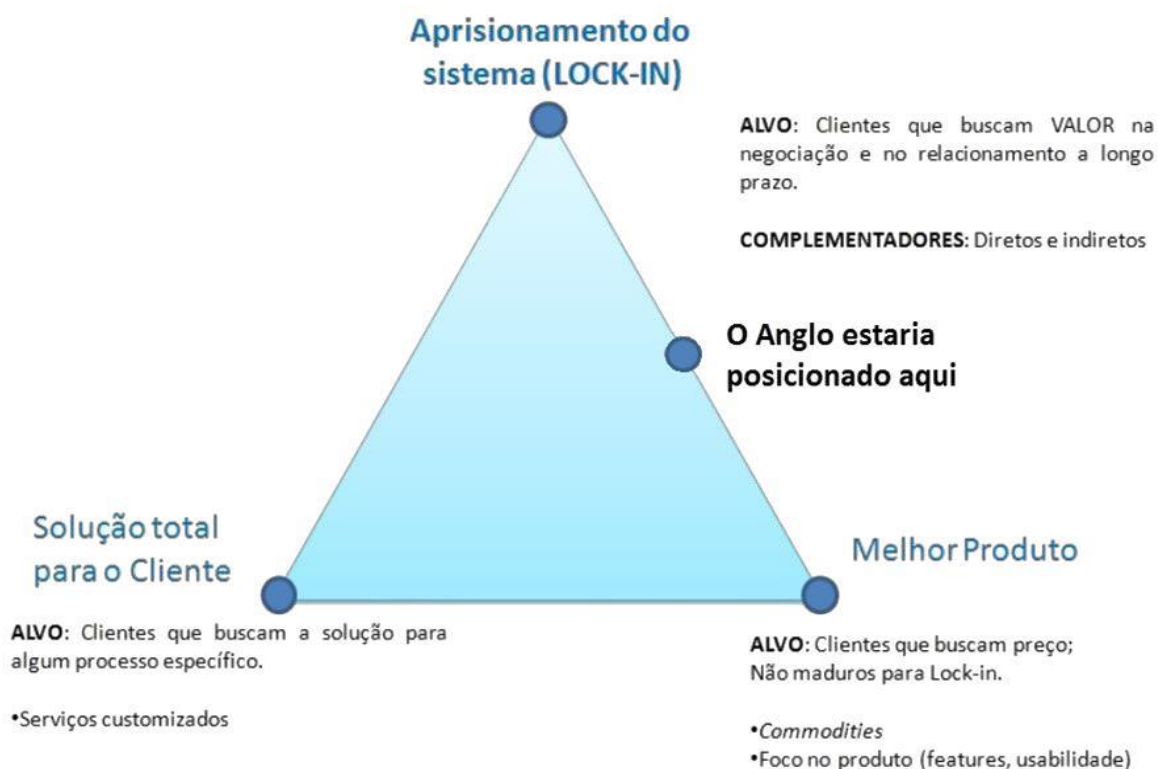 Aprisionamento do
sistema (LOCK-IN)
ALVO: Clientes que buscam VALOR na
negociação e no relacionamento a longo
prazo.
COMPLEMENTADORES: Diretos e indiretos
O Anglo estaria
posicionado aqui
Solução total
para o Cliente
ALVO: Clientes que buscam a solução para
algum processo específico.
•Serviços customizados
Melhor Produto
ALVO: Clientes que buscam preço;
Não maduros para Lock-in.
•Commodities
•Foco no produto (features, usabilidade)